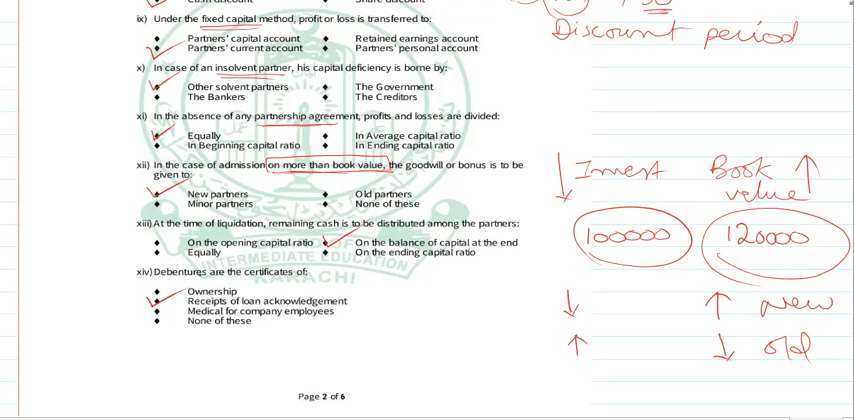 Cash discount
Share discount
Discount period
ix) Under the fixed capital method, profit or loss is transferred to:
Partners' capital account
Retained earnings account
Partners' current account
Partners' personal account
x) In case of an insolvent partner, his capital deficiency is borne by:
Other solvent partners
The Government
The Bankers
The Creditors
xi) In the absence of any partnership agreement, profits and losses are divided:
Equally
In Average capital ratio
In Beginning capital ratio
In Ending capital ratio
xii) In the case of admission on more than book value, the goodwill or bonus is to be
given to:
New partners
Old partners
Minor partners
None of these
xiii) At the time of liquidation, remaining cash is to be distributed among the partners:
On the opening capital ratio
On the balance of capital at the end
Equally
On the ending capital ratio
INTERMEDIATE EDUCATION
KARACHI
xiv) Debentures are the certificates of:
Ownership
Receipts of loan acknowledgement
Medical for company employees
None of these
↓ Invest Book ↑
value
100000 120000
↓ ↑ new
↑ ↓ old
Page 2 of 6